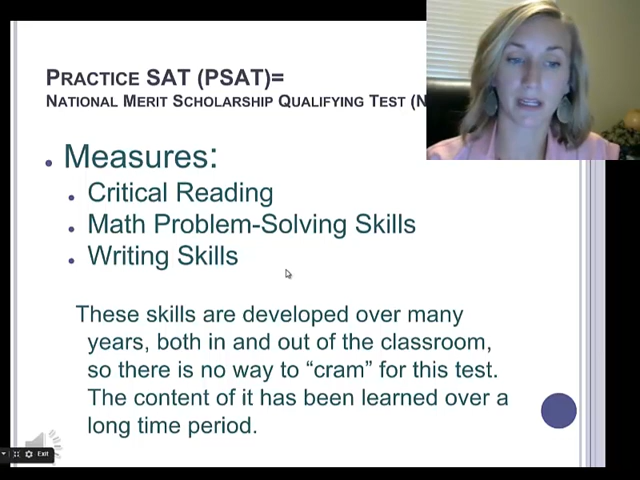 PRACTICE SAT (PSAT)=
NATIONAL MERIT SCHOLARSHIP QUALIFYING TEST (N
• Measures:
• Critical Reading
• Math Problem-Solving Skills
• Writing Skills
These skills are developed over many
years, both in and out of the classroom,
so there is no way to “cram” for this test.
The content of it has been learned over a
long time period.
Exit